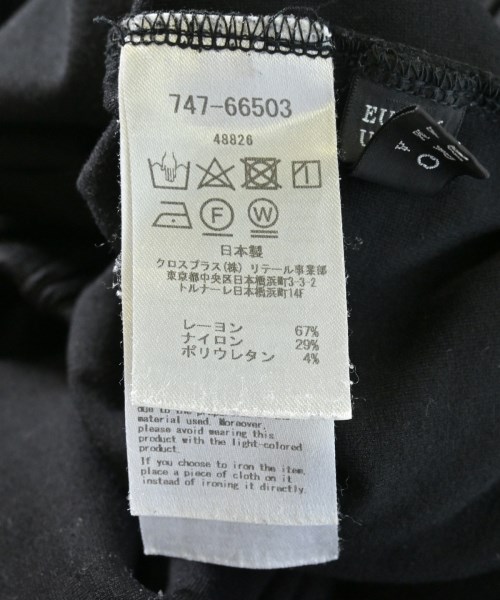 747-66503
48826
F W
日本製
クロスプラス(株) リテール事業部
東京都中央区日本橋浜町3-3-2
トルナーレ日本橋浜町14F
レーヨン 67%
ナイロン 29%
ポリウレタン 4%
due to the
material used. Moreover,
please avoid wearing this
product with the light-colored
product.
If you choose to iron the item,
place a piece of cloth on it
instead of ironing it directly.
EU
U